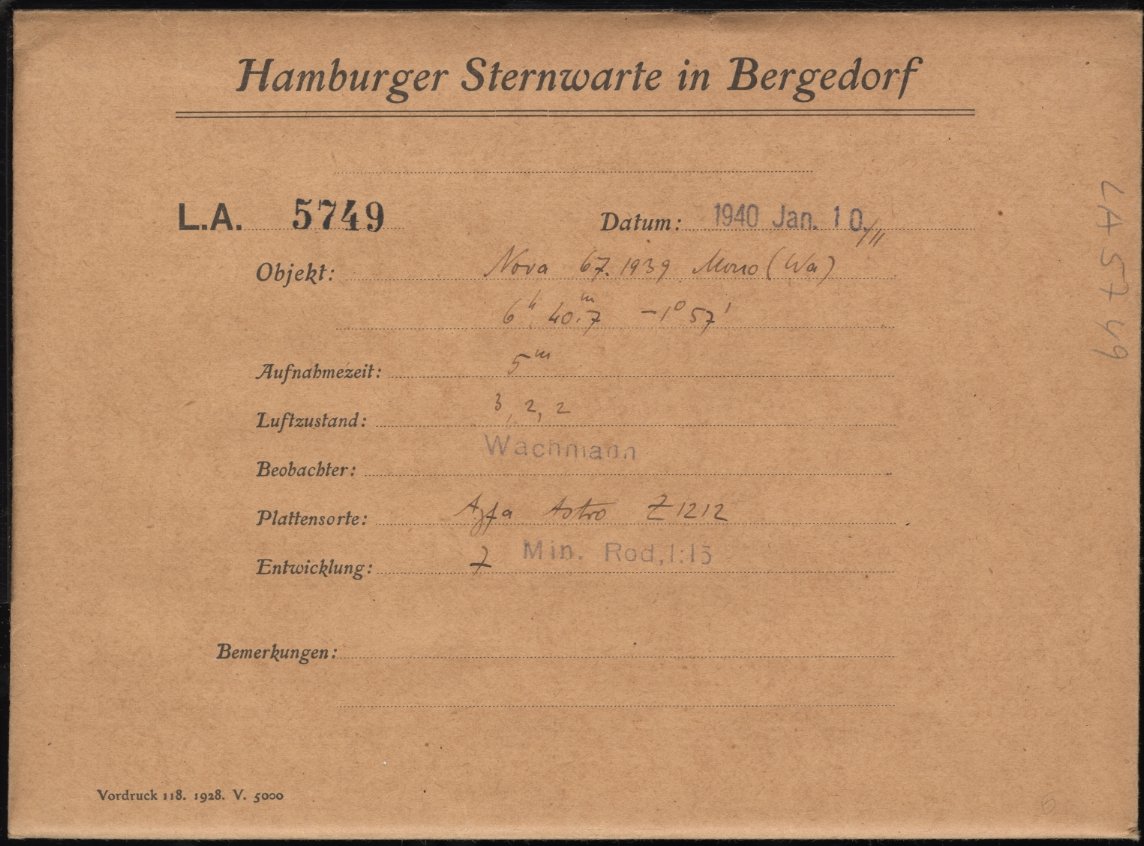 Hamburger Sternwarte in Bergedorf
L.A. 5749 Datum: 1940 Jan. 10./11
Objekt: Nova 67.1939 Mono (Wa)
6h 40m.7 -1° 57'
Aufnahmezeit: 5m
Luftzustand: 3, 2, 2
Beobachter: Wachmann
Plattensorte: Agfa Astro Z 1212
Entwicklung: 7 Min. Rod, 1:15
Bemerkungen:
Vordruck 118. 1928. V. 5000
LA 5749